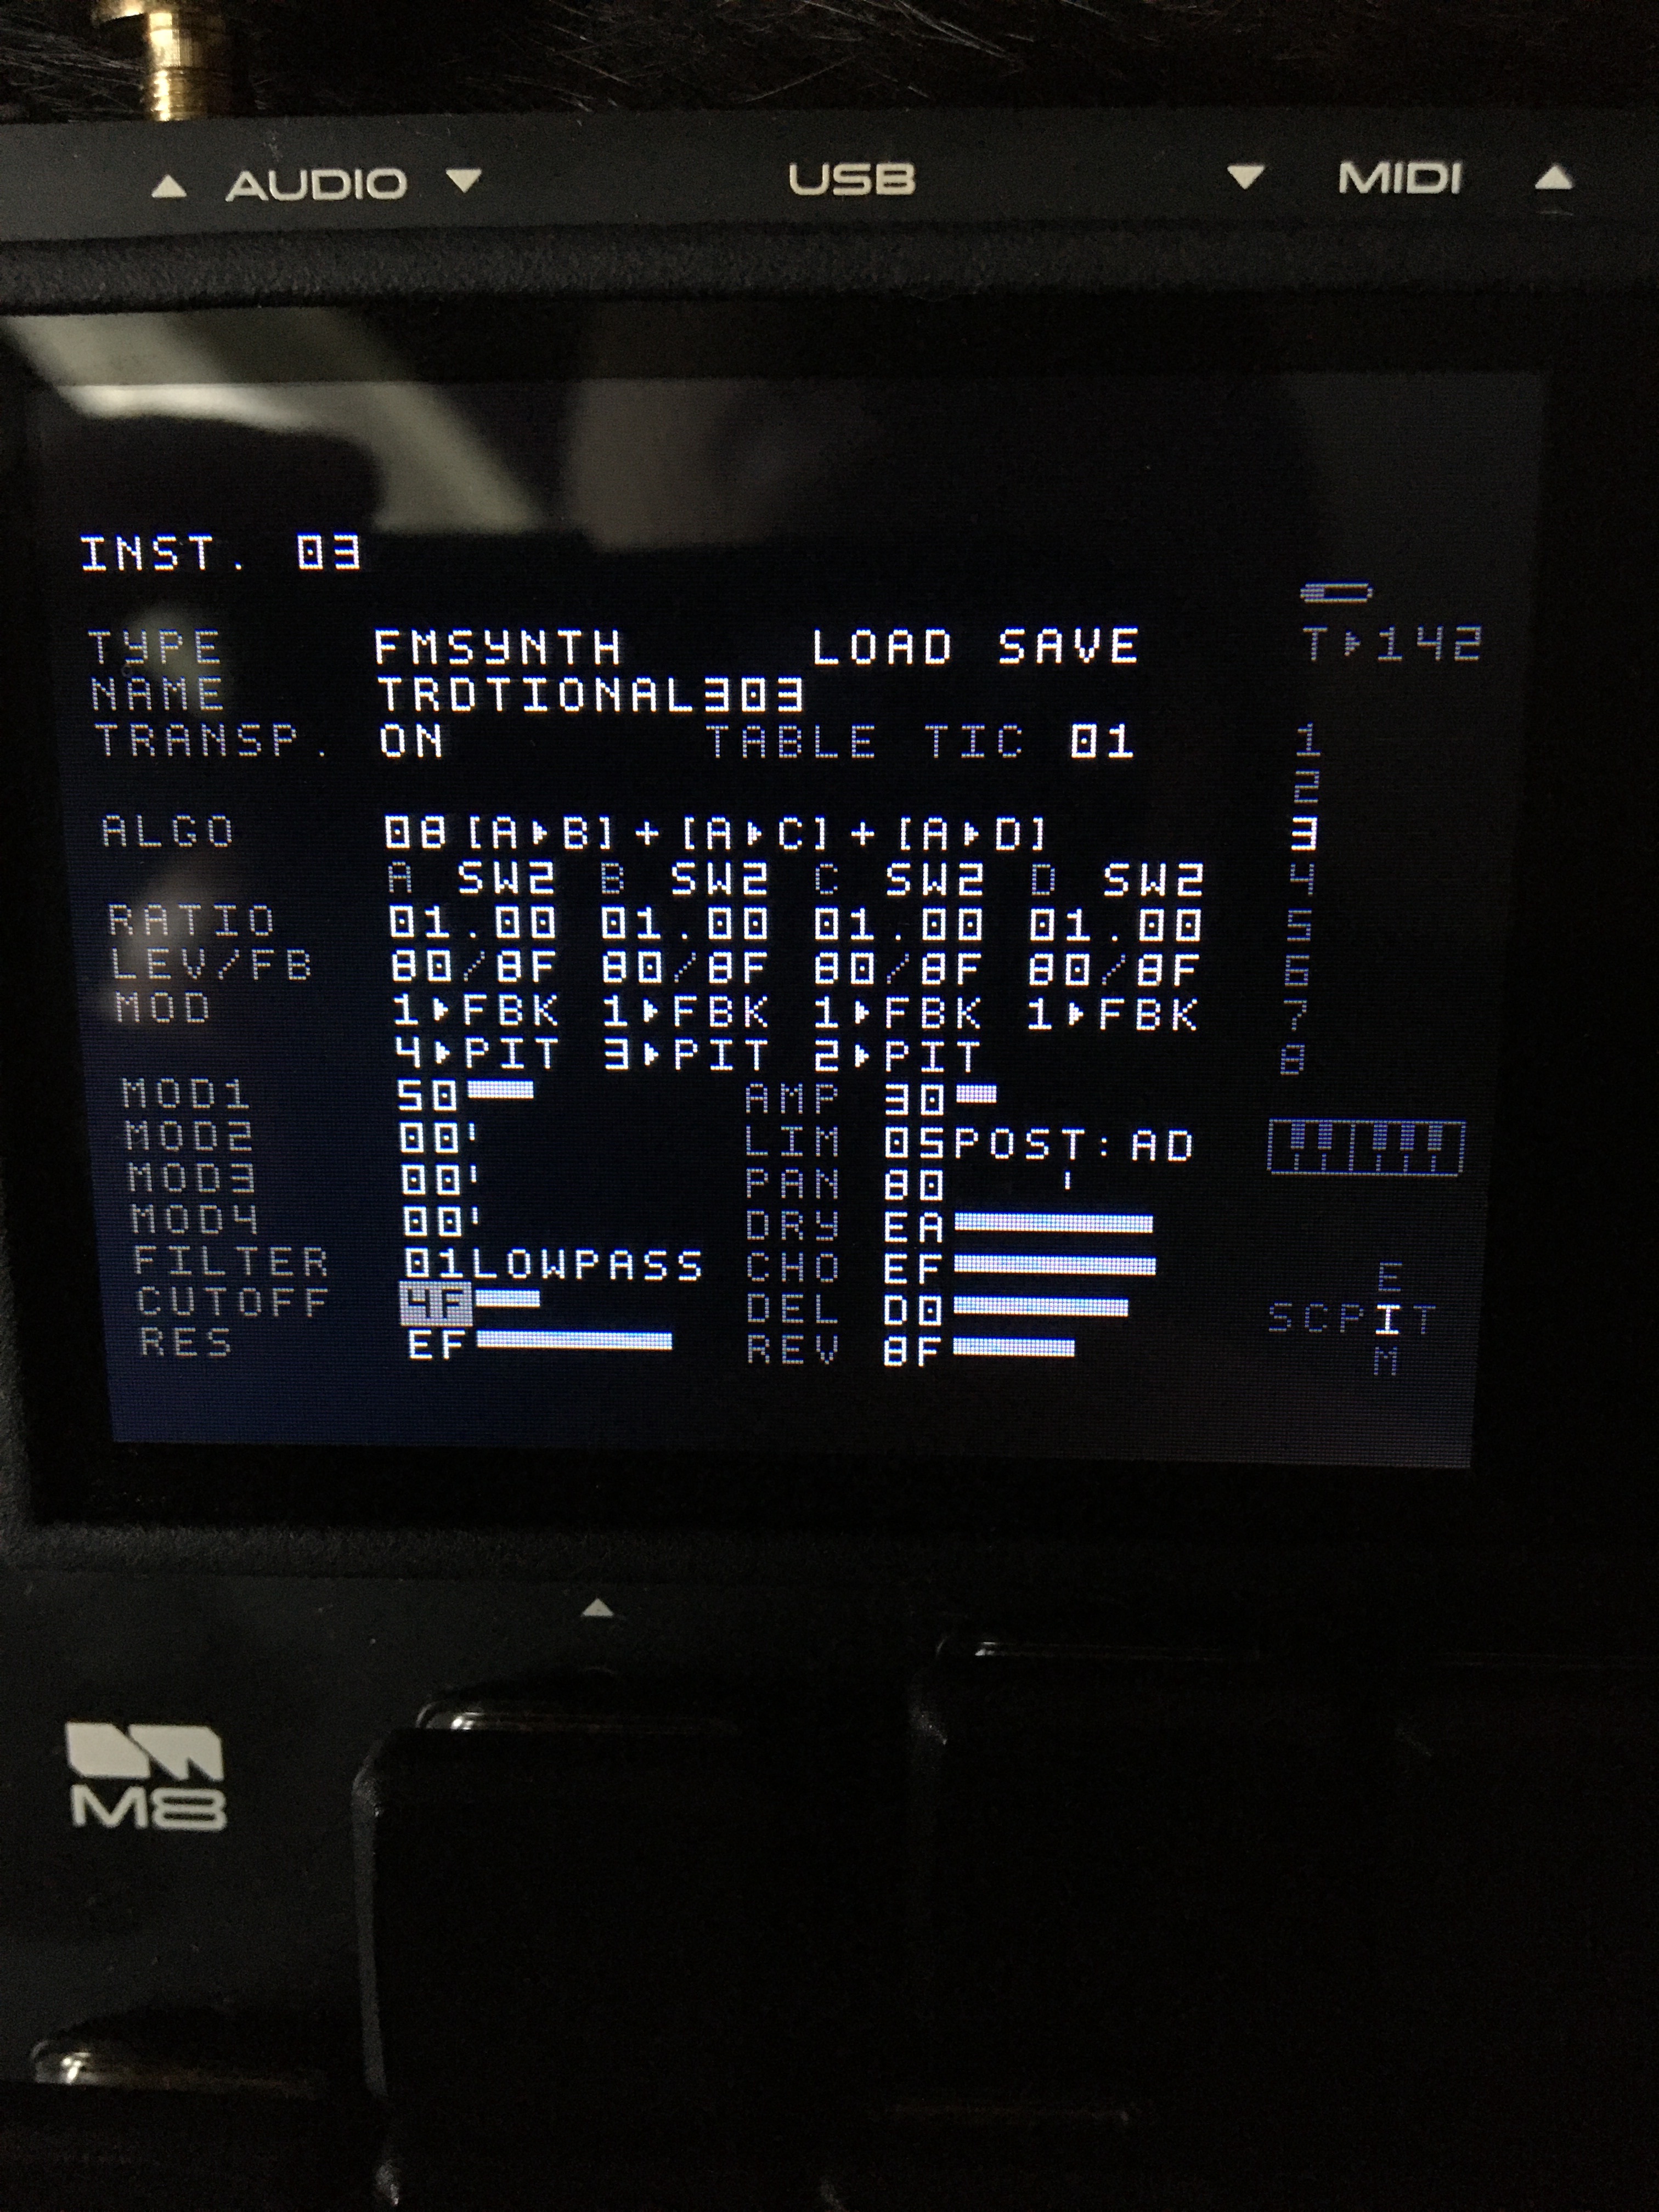 ▲ AUDIO ▼ USB ▼ MIDI ▲
INST. 03
TYPE FMSYNTH LOAD SAVE T▸142
NAME TRDTIONAL303
TRANSP. ON TABLE TIC 01 1
2
ALGO 08[A▸B]+[A▸C]+[A▸D] 3
A SW2 B SW2 C SW2 D SW2 4
RATIO 01.00 01.00 01.00 01.00 5
LEV/FB 80/8F 80/8F 80/8F 80/8F 6
MOD 1▸FBK 1▸FBK 1▸FBK 1▸FBK 7
4▸PIT 3▸PIT 2▸PIT 8
MOD1 50 AMP 30
MOD2 00 LIM 05POST:AD
MOD3 00 PAN 80
MOD4 00 DRY EA
FILTER 01LOWPASS CHO EF E
CUTOFF 4F DEL D0 SCPIT
RES EF REV 8F M
M8